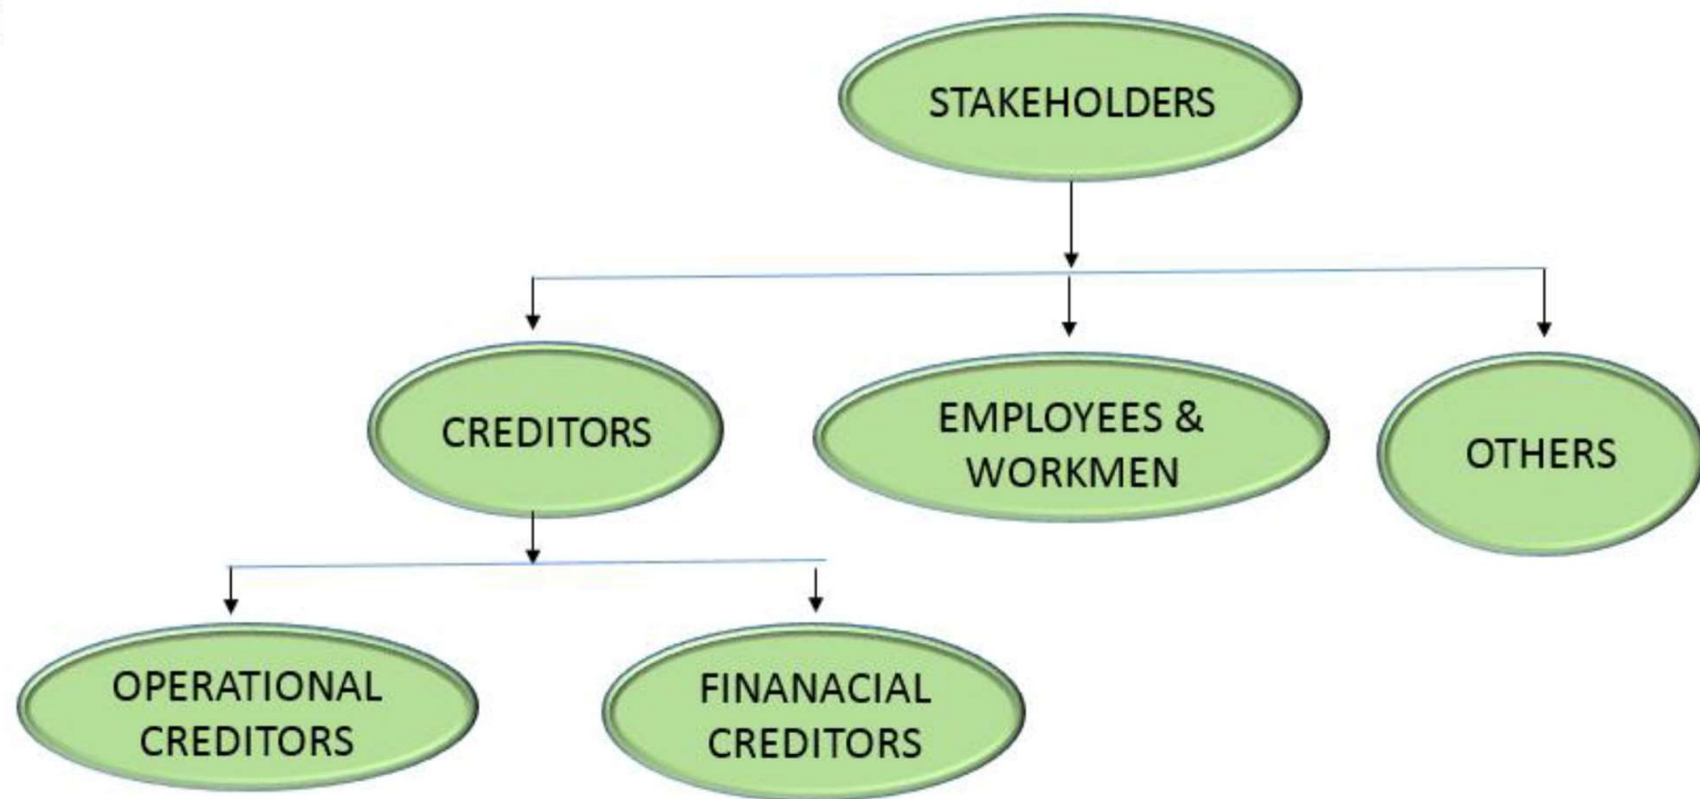 STAKEHOLDERS
CREDITORS
EMPLOYEES &
WORKMEN
OTHERS
OPERATIONAL
CREDITORS
FINANACIAL
CREDITORS